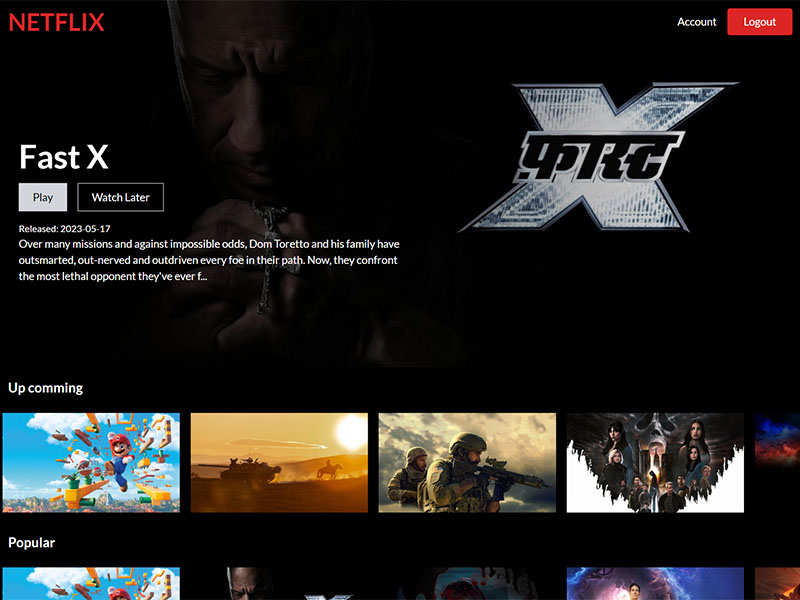 NETFLIX
Account
Logout
फास्ट
Fast X
Play
Watch Later
Released: 2023-05-17
Over many missions and against impossible odds, Dom Toretto and his family have
outsmarted, out-nerved and outdriven every foe in their path. Now, they confront
the most lethal opponent they've ever f...
Up comming
Popular